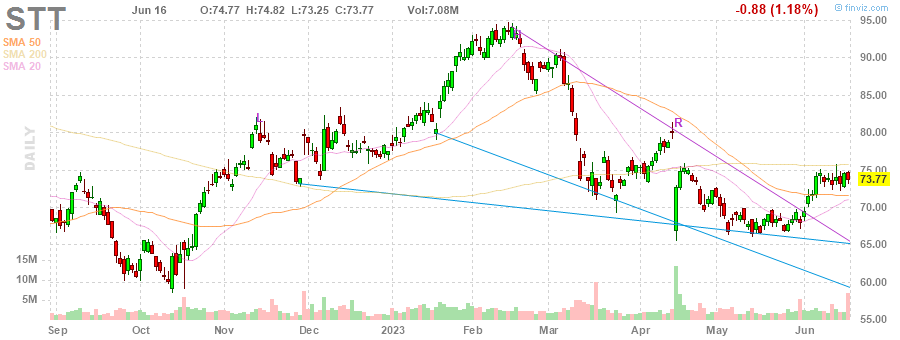 STT
Jun 16 O:74.77 H:74.82 L:73.25 C:73.77 Vol:7.08M
-0.88 (1.18%)
© finviz.com
SMA 50
SMA 200
SMA 20
DAILY
L
R
95.00
90.00
85.00
80.00
75.00
73.77
70.00
65.00
60.00
55.00
15M
10M
5M
Sep Oct Nov Dec 2023 Feb Mar Apr May Jun